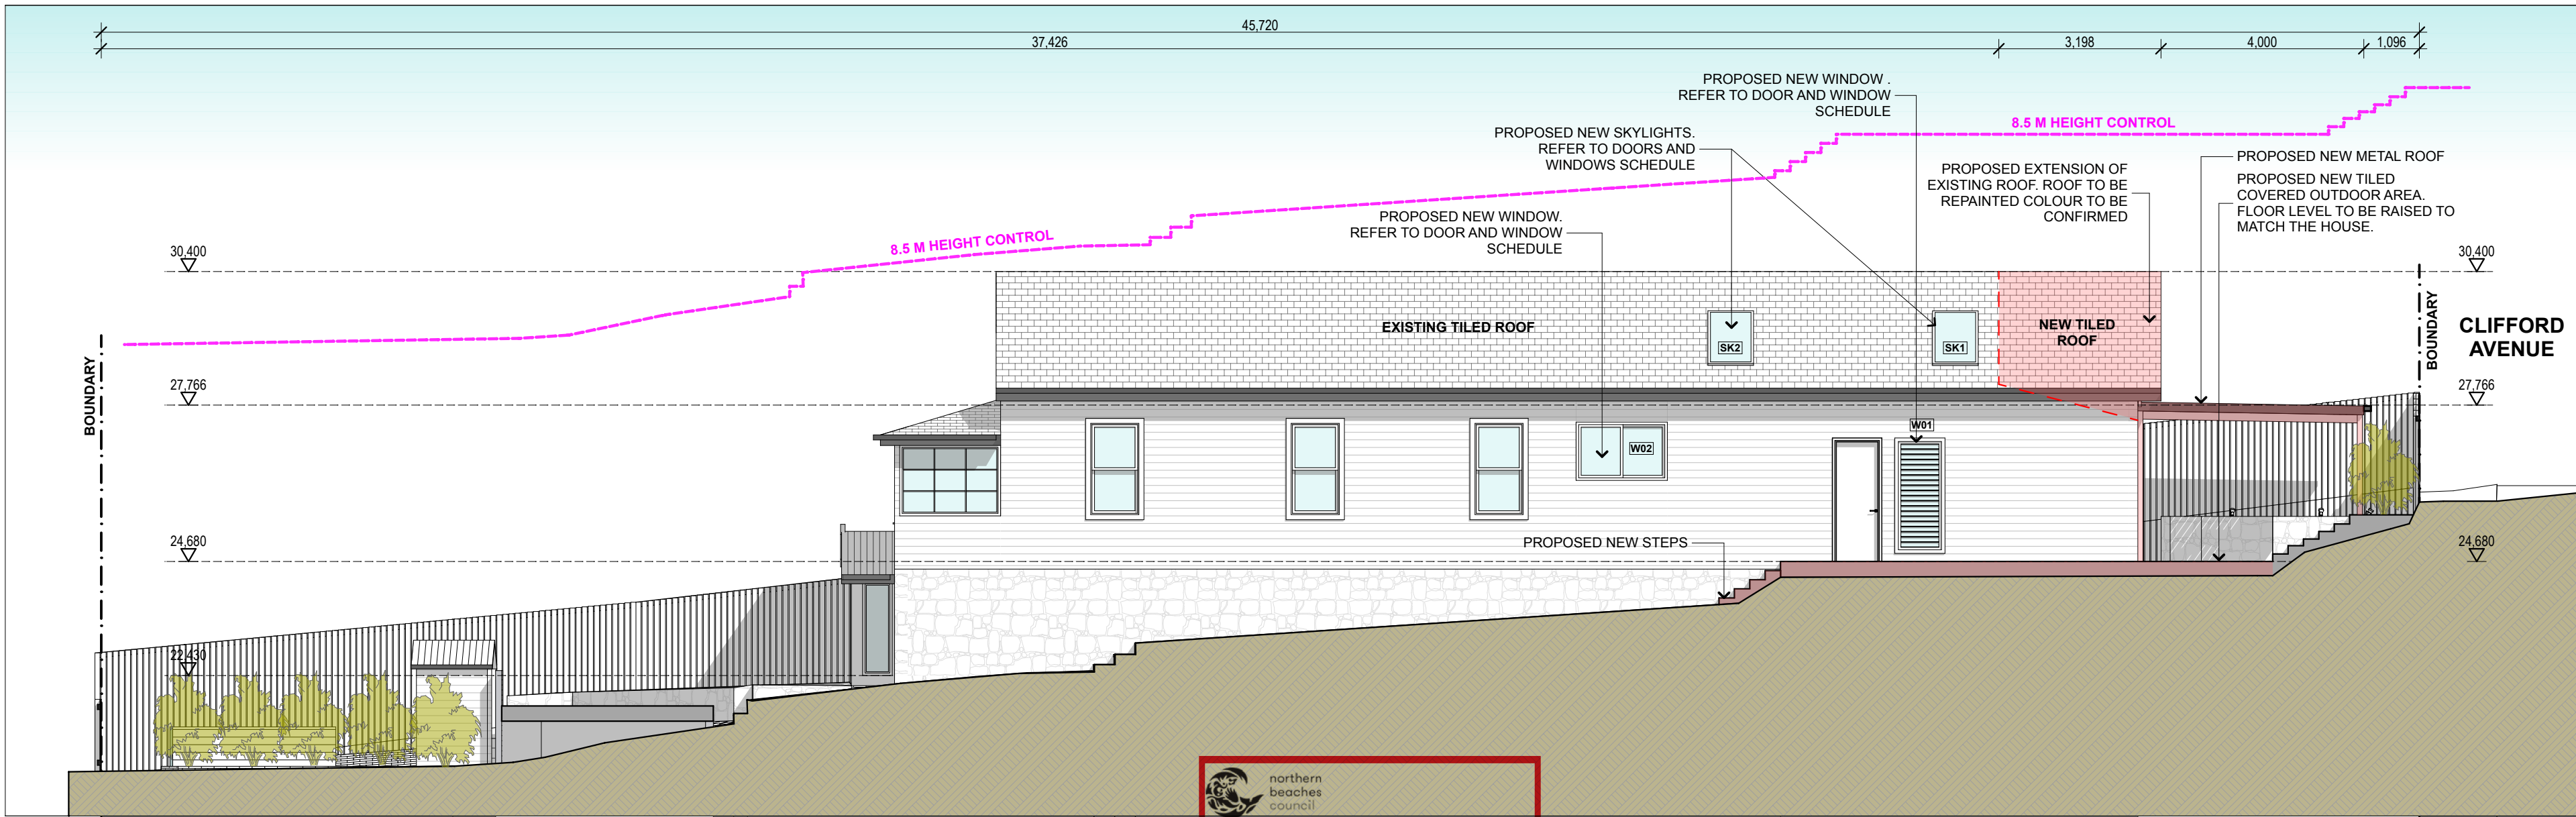 45,720
37,426
3,198
4,000
1,096
PROPOSED NEW WINDOW .
REFER TO DOOR AND WINDOW
SCHEDULE
8.5 M HEIGHT CONTROL
PROPOSED NEW SKYLIGHTS.
REFER TO DOORS AND
WINDOWS SCHEDULE
PROPOSED EXTENSION OF
EXISTING ROOF. ROOF TO BE
REPAINTED COLOUR TO BE
CONFIRMED
PROPOSED NEW METAL ROOF
PROPOSED NEW TILED
COVERED OUTDOOR AREA.
FLOOR LEVEL TO BE RAISED TO
MATCH THE HOUSE.
PROPOSED NEW WINDOW.
REFER TO DOOR AND WINDOW
SCHEDULE
8.5 M HEIGHT CONTROL
30,400
30,400
EXISTING TILED ROOF
SK2
SK1
NEW TILED
ROOF
BOUNDARY
CLIFFORD
AVENUE
BOUNDARY
27,766
27,766
W01
W02
PROPOSED NEW STEPS
24,680
24,680
22,430
northern
beaches
council